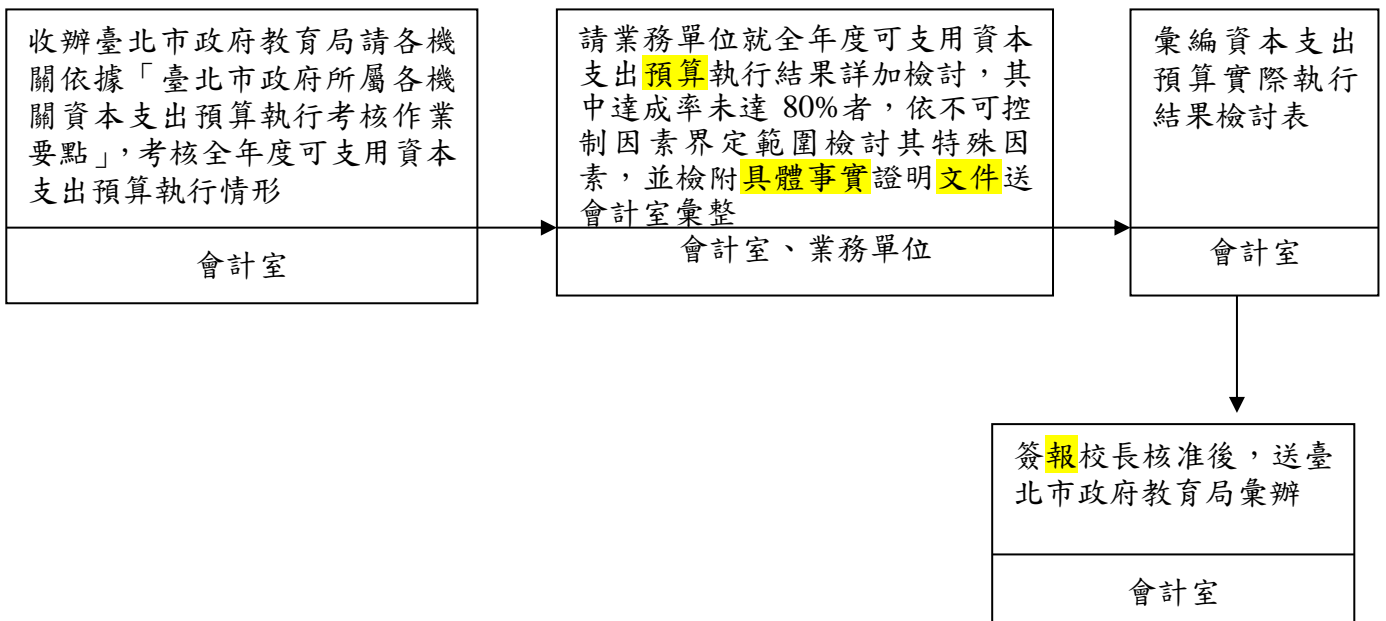 收辦臺北市政府教育局請各機
關依據「臺北市政府所屬各機
關資本支出預算執行考核作業
要點」，考核全年度可支用資本
支出預算執行情形
會計室
請業務單位就全年度可支用資本
支出預算執行結果詳加檢討，其
中達成率未達 80%者，依不可控
制因素界定範圍檢討其特殊因
素，並檢附具體事實證明文件送
會計室彙整
會計室、業務單位
彙編資本支出
預算實際執行
結果檢討表
會計室
簽報校長核准後，送臺
北市政府教育局彙辦
會計室